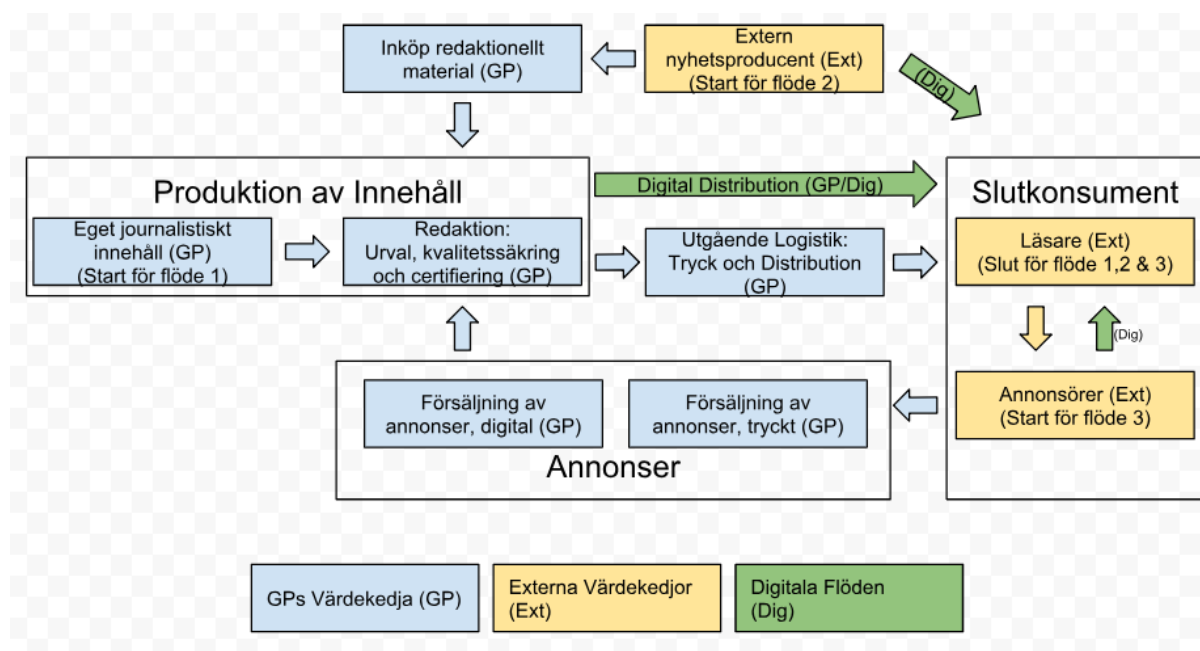 Inköp redaktionellt
material (GP)
Extern
nyhetsproducent (Ext)
(Start för flöde 2)
(Dig)
Produktion av Innehåll
Eget journalistiskt
innehåll (GP)
(Start för flöde 1)
Redaktion:
Urval, kvalitetssäkring
och certifiering (GP)
Digital Distribution (GP/Dig)
Utgående Logistik:
Tryck och Distribution
(GP)
Slutkonsument
Läsare (Ext)
(Slut för flöde 1,2 & 3)
(Dig)
Annonsörer (Ext)
(Start för flöde 3)
Försäljning av
annonser, digital (GP)
Försäljning av
annonser, tryckt (GP)
Annonser
GPs Värdekedja (GP)
Externa Värdekedjor
(Ext)
Digitala Flöden
(Dig)